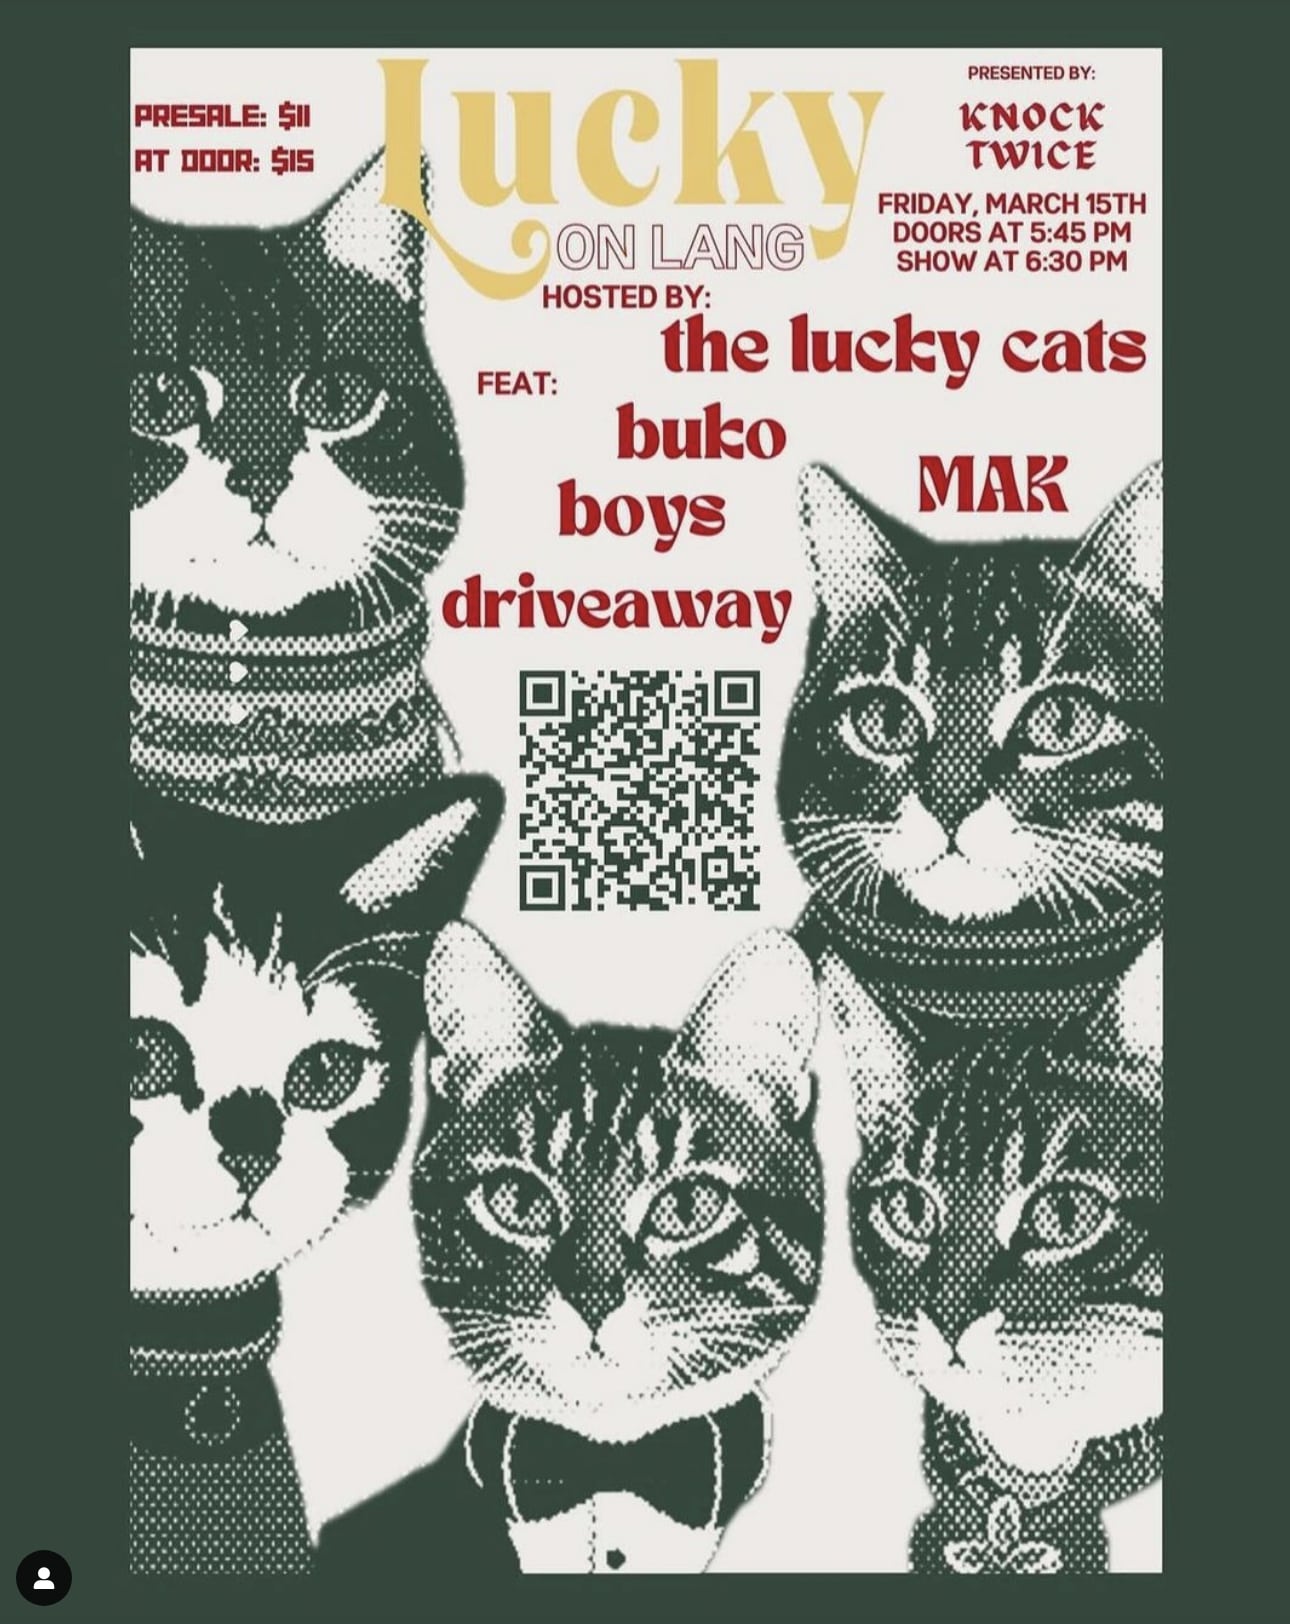 PRESALE: $11
AT DOOR: $15
Lucky
ON LANG
PRESENTED BY:
KNOCK
TWICE
FRIDAY, MARCH 15TH
DOORS AT 5:45 PM
SHOW AT 6:30 PM
HOSTED BY:
the lucky cats
FEAT:
buko
boys
MAK
driveaway